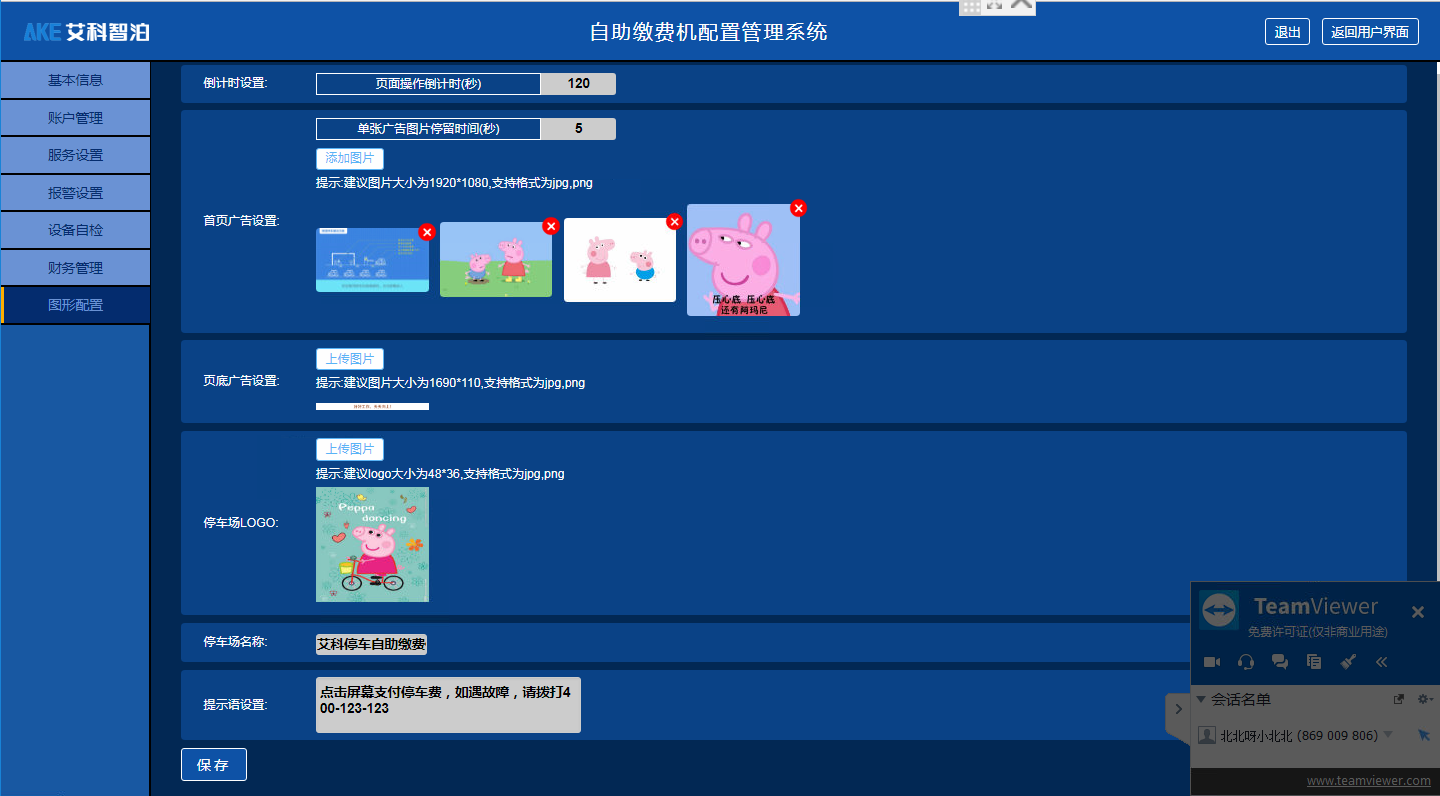 AKE 艾科智泊
自助缴费机配置管理系统
退出
返回用户界面
基本信息
账户管理
服务设置
报警设置
设备自检
财务管理
图形配置
倒计时设置:
页面操作倒计时(秒)
120
首页广告设置:
单张广告图片停留时间(秒)
5
添加图片
提示:建议图片大小为1920*1080,支持格式为jpg,png
压心底 压心底
还有阿玛尼
页底广告设置:
上传图片
提示:建议图片大小为1690*110,支持格式为jpg,png
停车场LOGO:
上传图片
提示:建议logo大小为48*36,支持格式为jpg,png
Peppa
dancing
停车场名称:
艾科停车自助缴费
提示语设置:
点击屏幕支付停车费，如遇故障，请拨打4
00-123-123
保存
TeamViewer
免费许可证(仅非商业用途)
会话名单
北北呀小北北 (869 009 806)
www.teamviewer.com